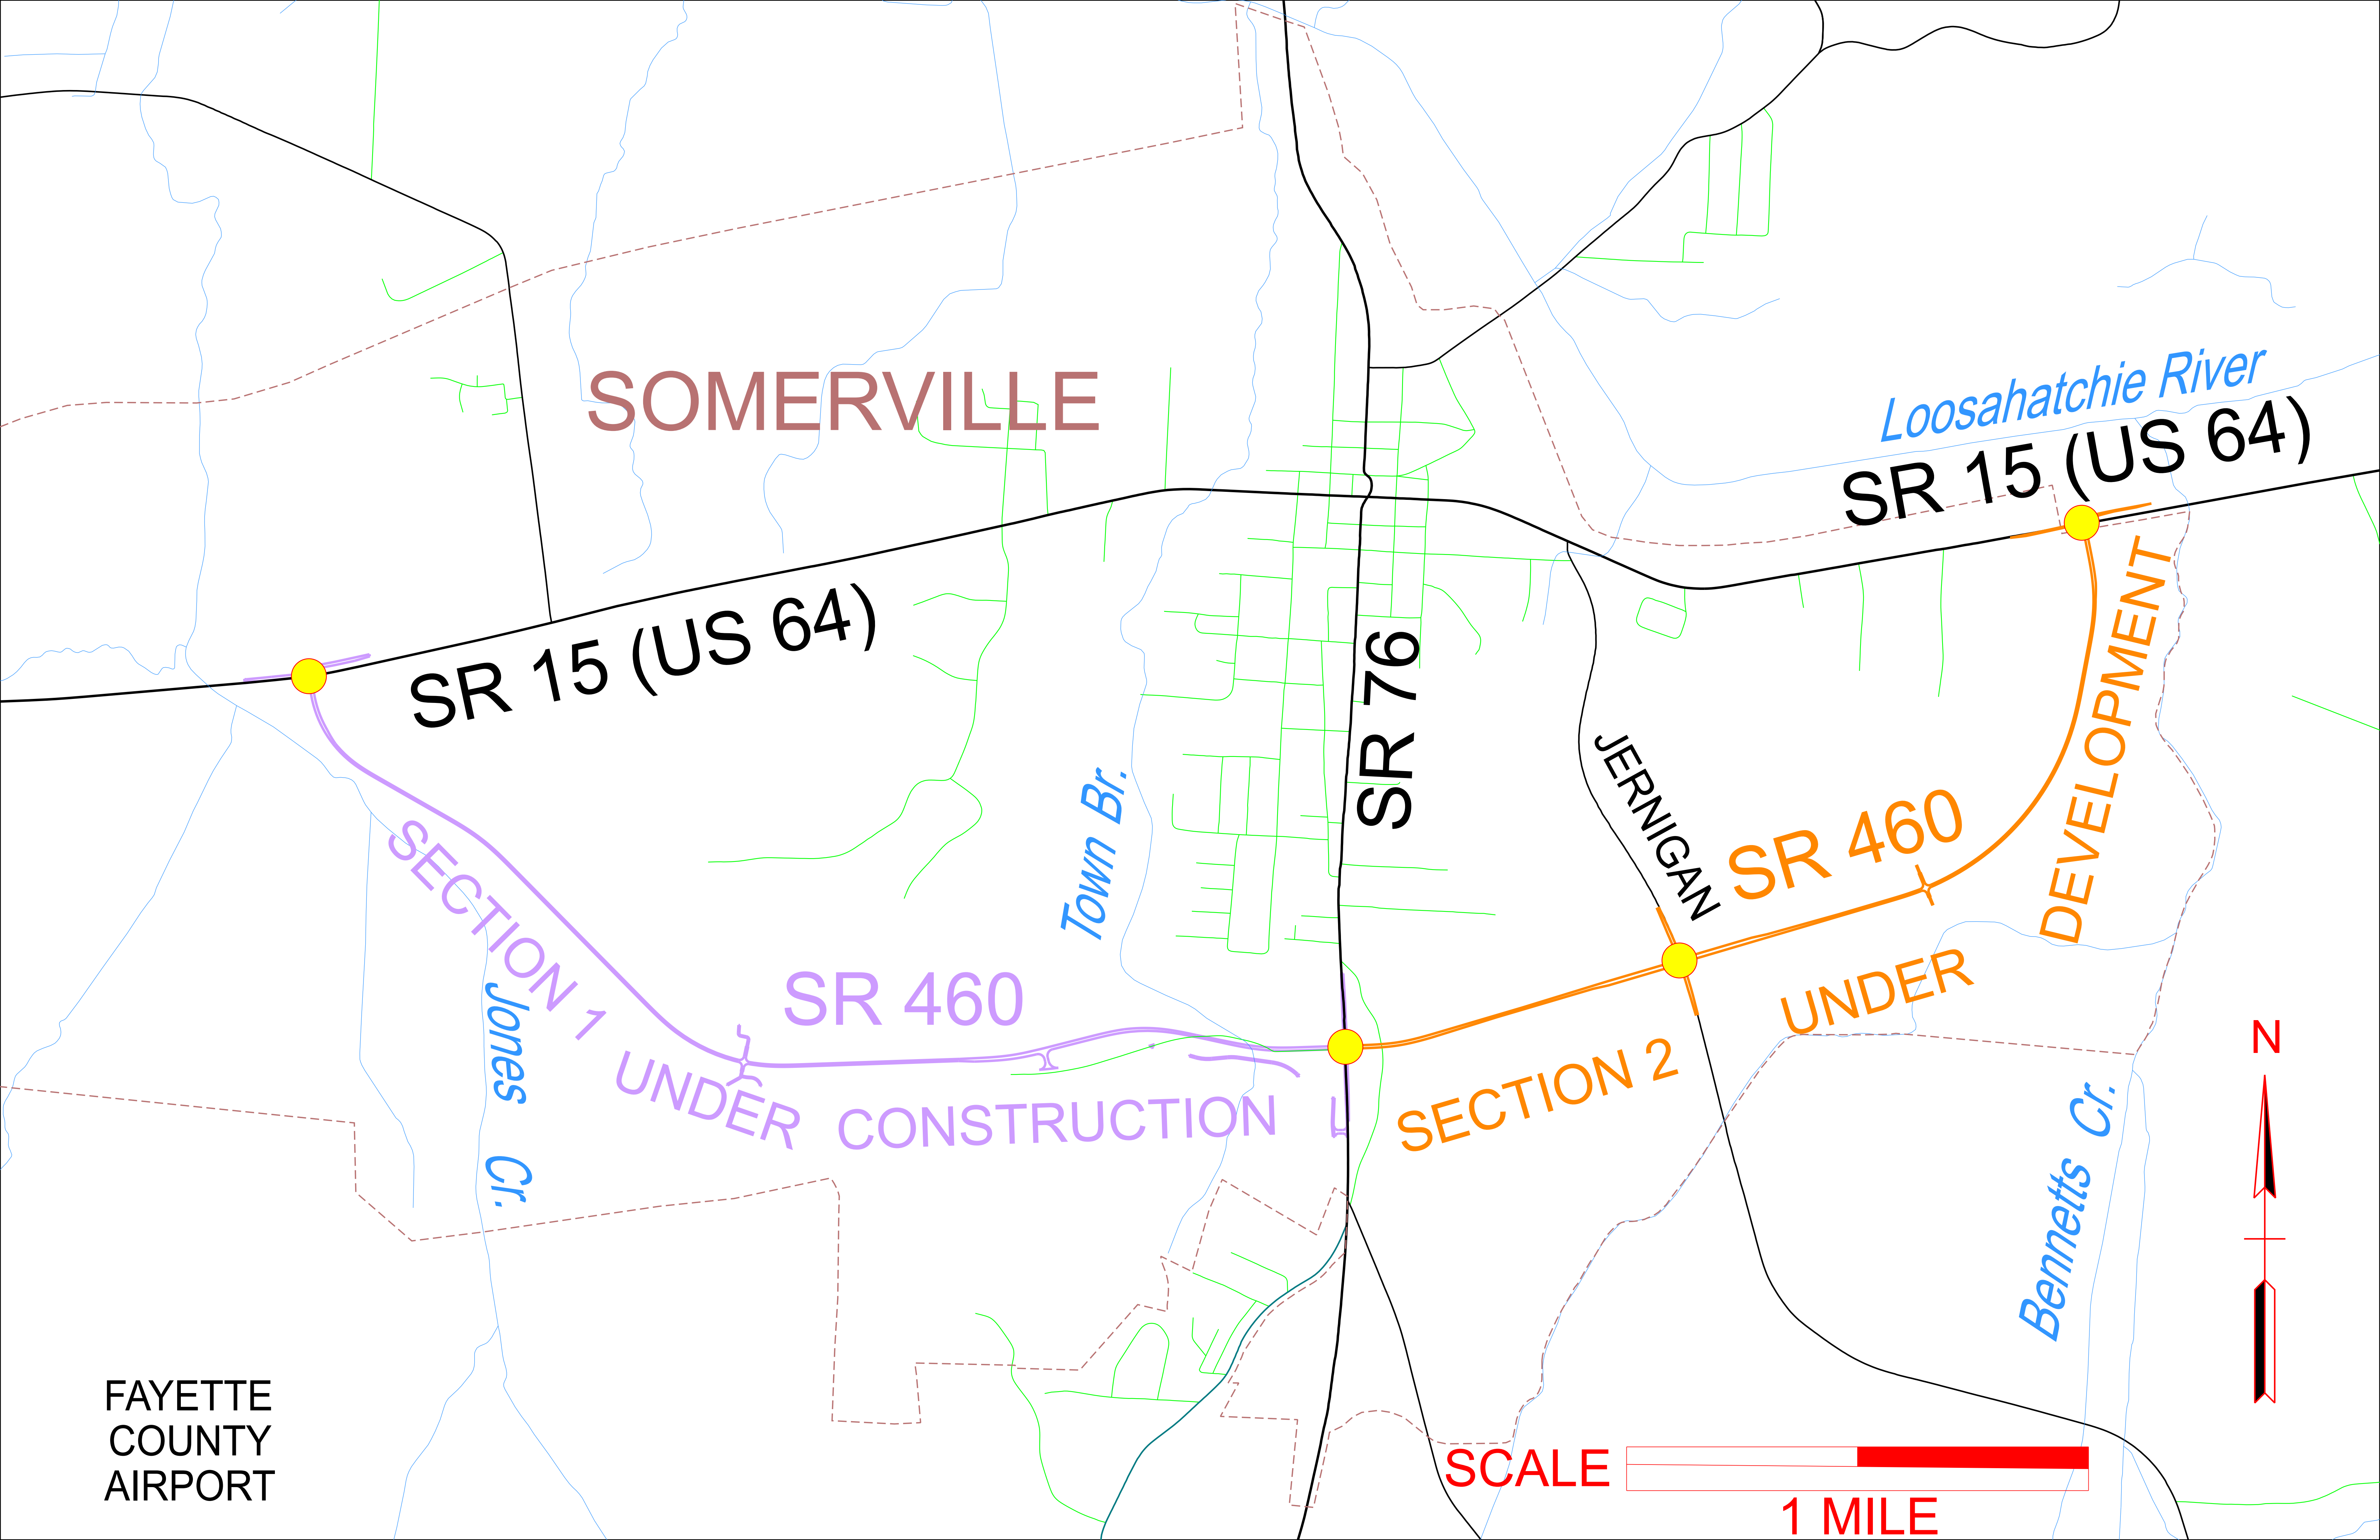 SOMERVILLE
Loosahatchie River
SR 15 (US 64)
SR 15 (US 64)
SR 76
JERNIGAN
Town Br.
SR 460
DEVELOPMENT
SECTION 1
SR 460
UNDER
Jones Cr.
UNDER
CONSTRUCTION
SECTION 2
Bennetts Cr.
N
FAYETTE
COUNTY
AIRPORT
SCALE
1 MILE